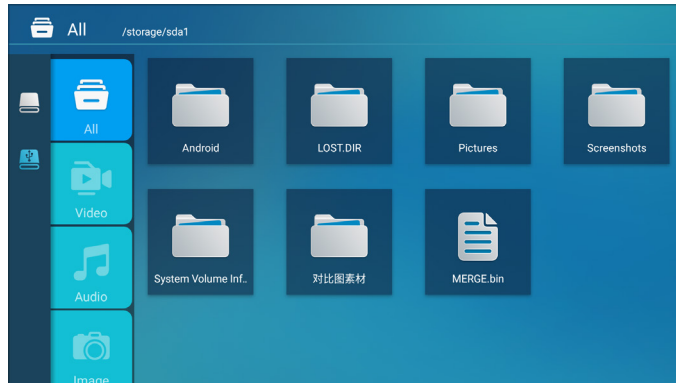 All /storage/sda1
All
Video
Audio
Image
Android
LOST.DIR
Pictures
Screenshots
System Volume Inf..
对比图素材
MERGE.bin